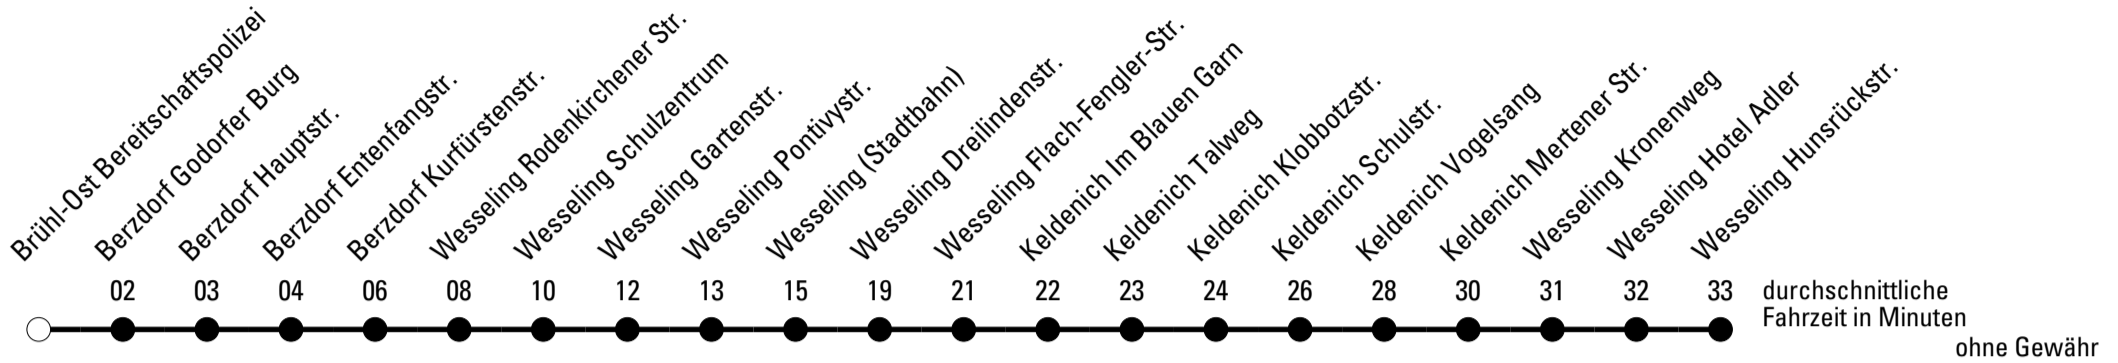 Brühl-Ost Bereitschaftspolizei
Berzdorf Godorfer Burg
Berzdorf Hauptstr.
Berzdorf Entenfangstr.
Berzdorf Kurfürstenstr.
Wesseling Rodenkirchener Str.
Wesseling Schulzentrum
Wesseling Gartenstr.
Wesseling Pontivystr.
Wesseling (Stadtbahn)
Wesseling Dreilindenstr.
Wesseling Flach-Fengler-Str.
Keldenich Im Blauen Garn
Keldenich Talweg
Keldenich Klobbotzstr.
Keldenich Schulstr.
Keldenich Vogelsang
Keldenich Mertener Str.
Wesseling Kronenweg
Wesseling Hotel Adler
Wesseling Hunsrückstr.
02 03 04 06 08 10 12 13 15 19 21 22 23 24 26 28 30 31 32 33 durchschnittliche
Fahrzeit in Minuten
ohne Gewähr